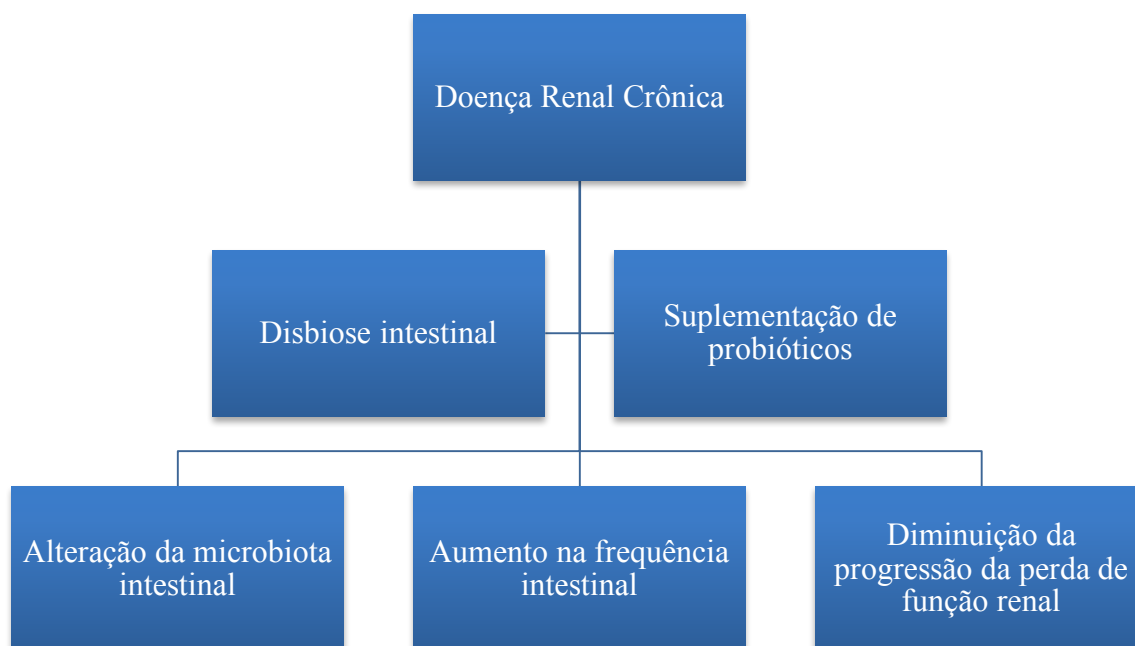 Doença Renal Crônica
Disbiose intestinal
Suplementação de
probióticos
Alteração da microbiota
intestinal
Aumento na frequência
intestinal
Diminuição da
progressão da perda de
função renal